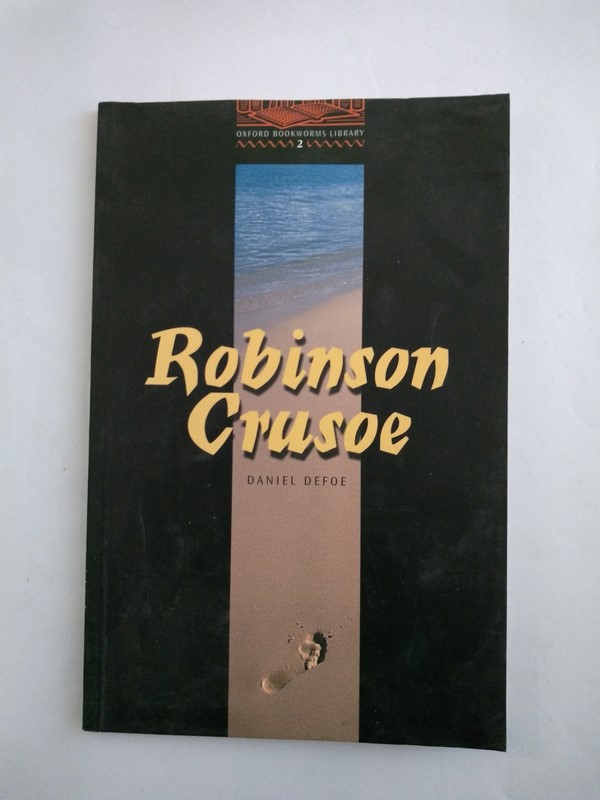 OXFORD BOOKWORMS LIBRARY
2
Robinson
Crusoe
DANIEL DEFOE